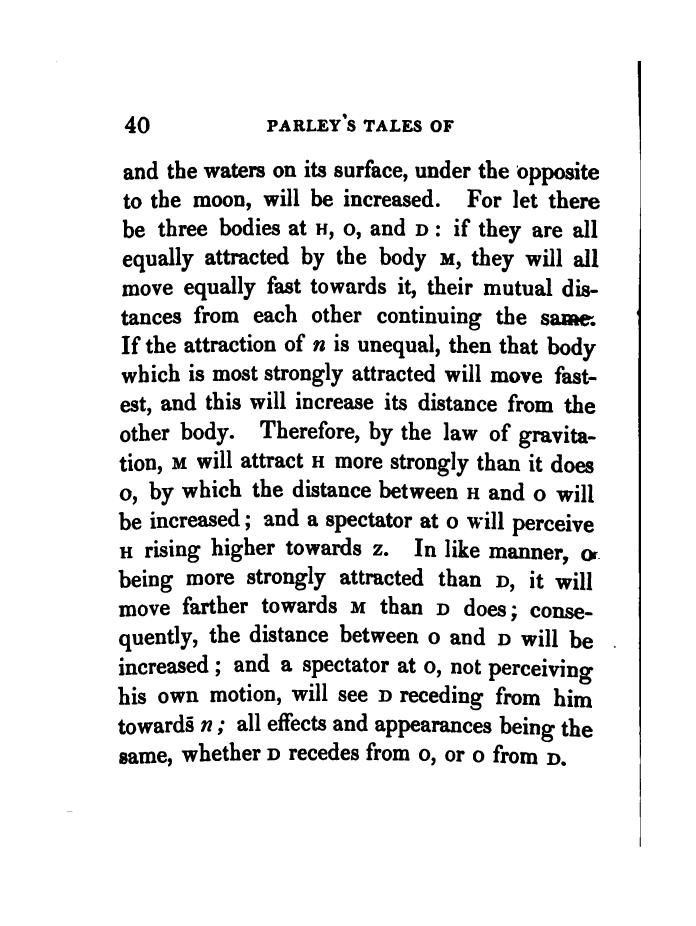 40 PARLEY'S TALES OF
and the waters on its surface, under the opposite
to the moon, will be increased. For let there
be three bodies at H, O, and D : if they are all
equally attracted by the body M, they will all
move equally fast towards it, their mutual dis-
tances from each other continuing the same.
If the attraction of n is unequal, then that body
which is most strongly attracted will move fast-
est, and this will increase its distance from the
other body. Therefore, by the law of gravita-
tion, M will attract H more strongly than it does
O, by which the distance between H and O will
be increased ; and a spectator at O will perceive
H rising higher towards Z. In like manner, O
being more strongly attracted than D, it will
move farther towards M than D does ; conse-
quently, the distance between O and D will be
increased ; and a spectator at O, not perceiving
his own motion, will see D receding from him
towards n ; all effects and appearances being the
same, whether D recedes from O, or O from D.